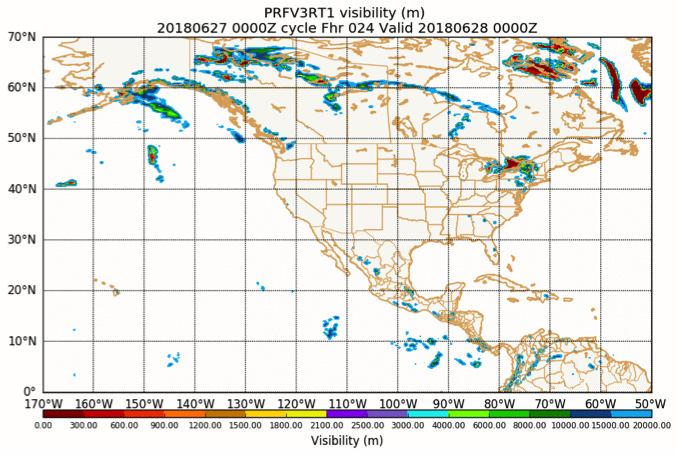 PRFV3RT1 visibility (m)
20180627 0000Z cycle Fhr 024 Valid 20180628 0000Z
70°N
60°N
50°N
40°N
30°N
20°N
10°N
0°
170°W 160°W 150°W 140°W 130°W 120°W 110°W 100°W 90°W 80°W 70°W 60°W 50°W
0.00 300.00 600.00 900.00 1200.00 1500.00 1800.00 2100.00 2500.00 3000.00 4000.00 6000.00 8000.00 10000.00 15000.00 20000.00
Visibility (m)